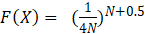 F(X) = (1/4N)^{N+0.5}